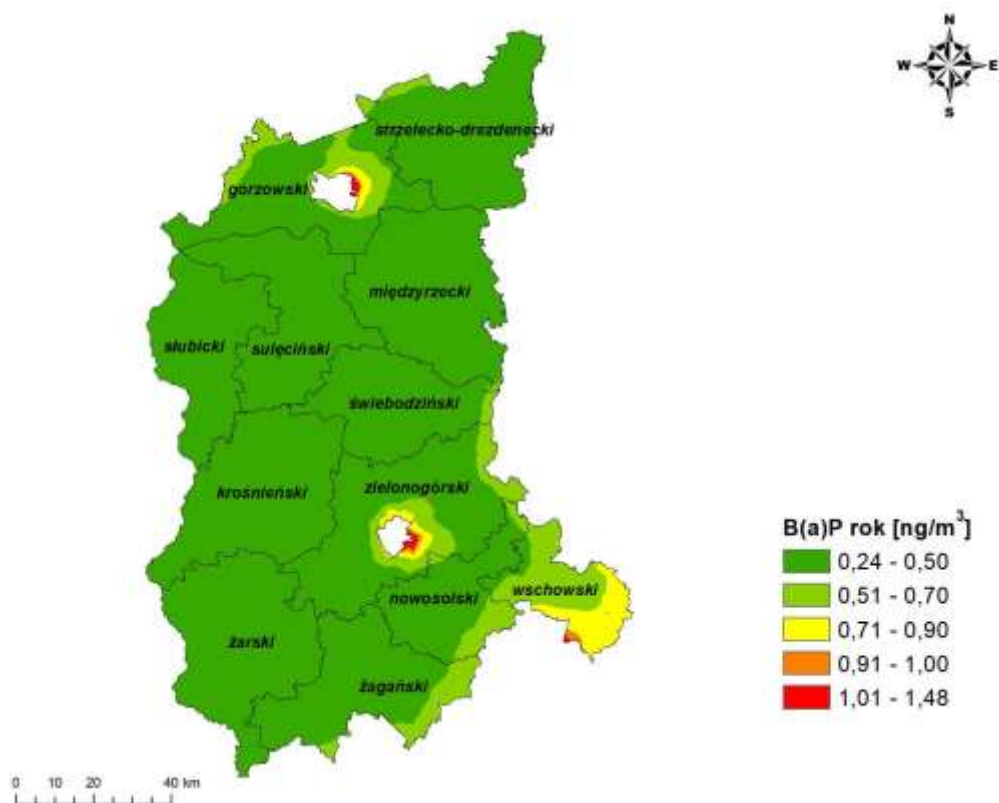 N
W E
S
strzelecko-drezdenecki
gorzowski
międzyrzecki
słubicki
sulęciński
świebodziński
krośnieński
zielonogórski
nowosolski
wschowski
żarski
żagański
B(a)P rok [ng/m³]
0,24 - 0,50
0,51 - 0,70
0,71 - 0,90
0,91 - 1,00
1,01 - 1,48
0 10 20 40 km